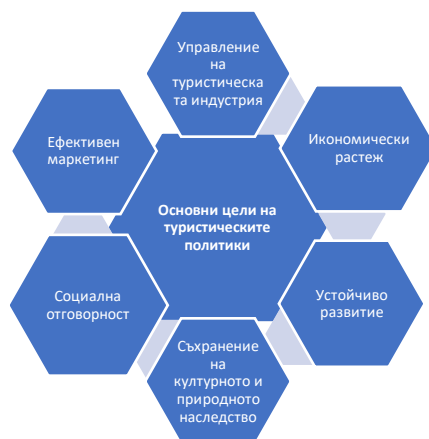 Управление
на
туристическа
та индустрия
Икономически
растеж
Устойчиво
развитие
Съхранение
на
културното и
природното
наследство
Социална
отговорност
Ефективен
маркетинг
Основни цели на
туристическите
политики